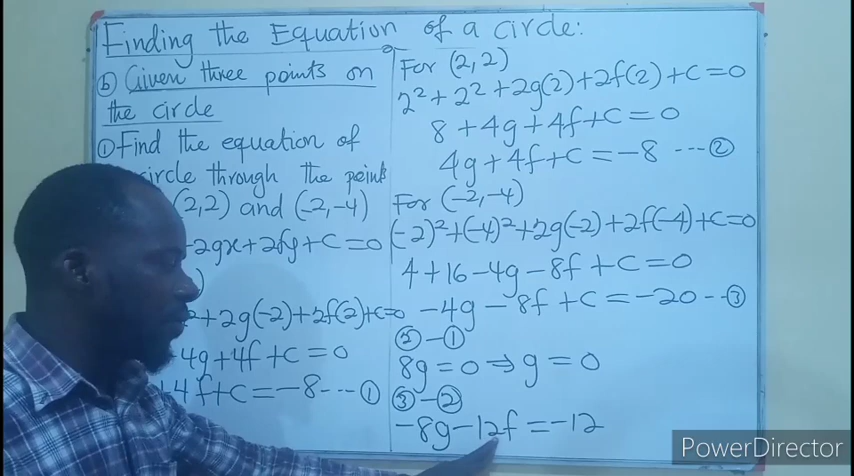 Finding the Equation of a circle:
(b) Given three points on
the circle
① Find the equation of
circle through the points
(2,2) and (-2,-4)
-2gx+2fy+c=0
)
²+2g(-2)+2f(2)+c=0
-4g+4f+c=0
+4f+c=-8---①
For (2,2)
2²+2²+2g(2)+2f(2)+c=0
8+4g+4f+c=0
4g+4f+c=-8 ---②
For (-2,-4)
(-2)²+(-4)²+2g(-2)+2f(-4)+c=0
4+16-4g-8f+c=0
-4g-8f+c=-20--③
②-①
8g=0⇒g=0
③-②
-8g-12f=-12
PowerDirector